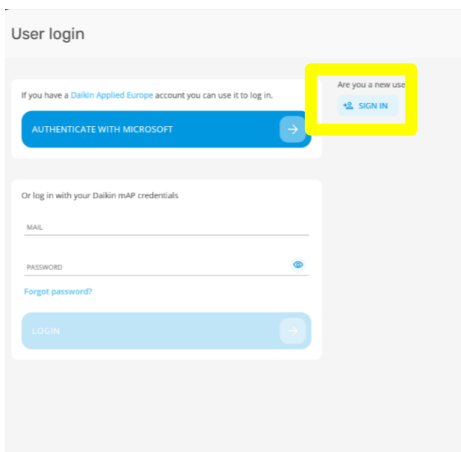 User login
If you have a Daikin Applied Europe account you can use it to log in.
AUTHENTICATE WITH MICROSOFT
Are you a new use
SIGN IN
Or log in with your Daikin mAP credentials
MAIL
PASSWORD
Forgot password?
LOGIN